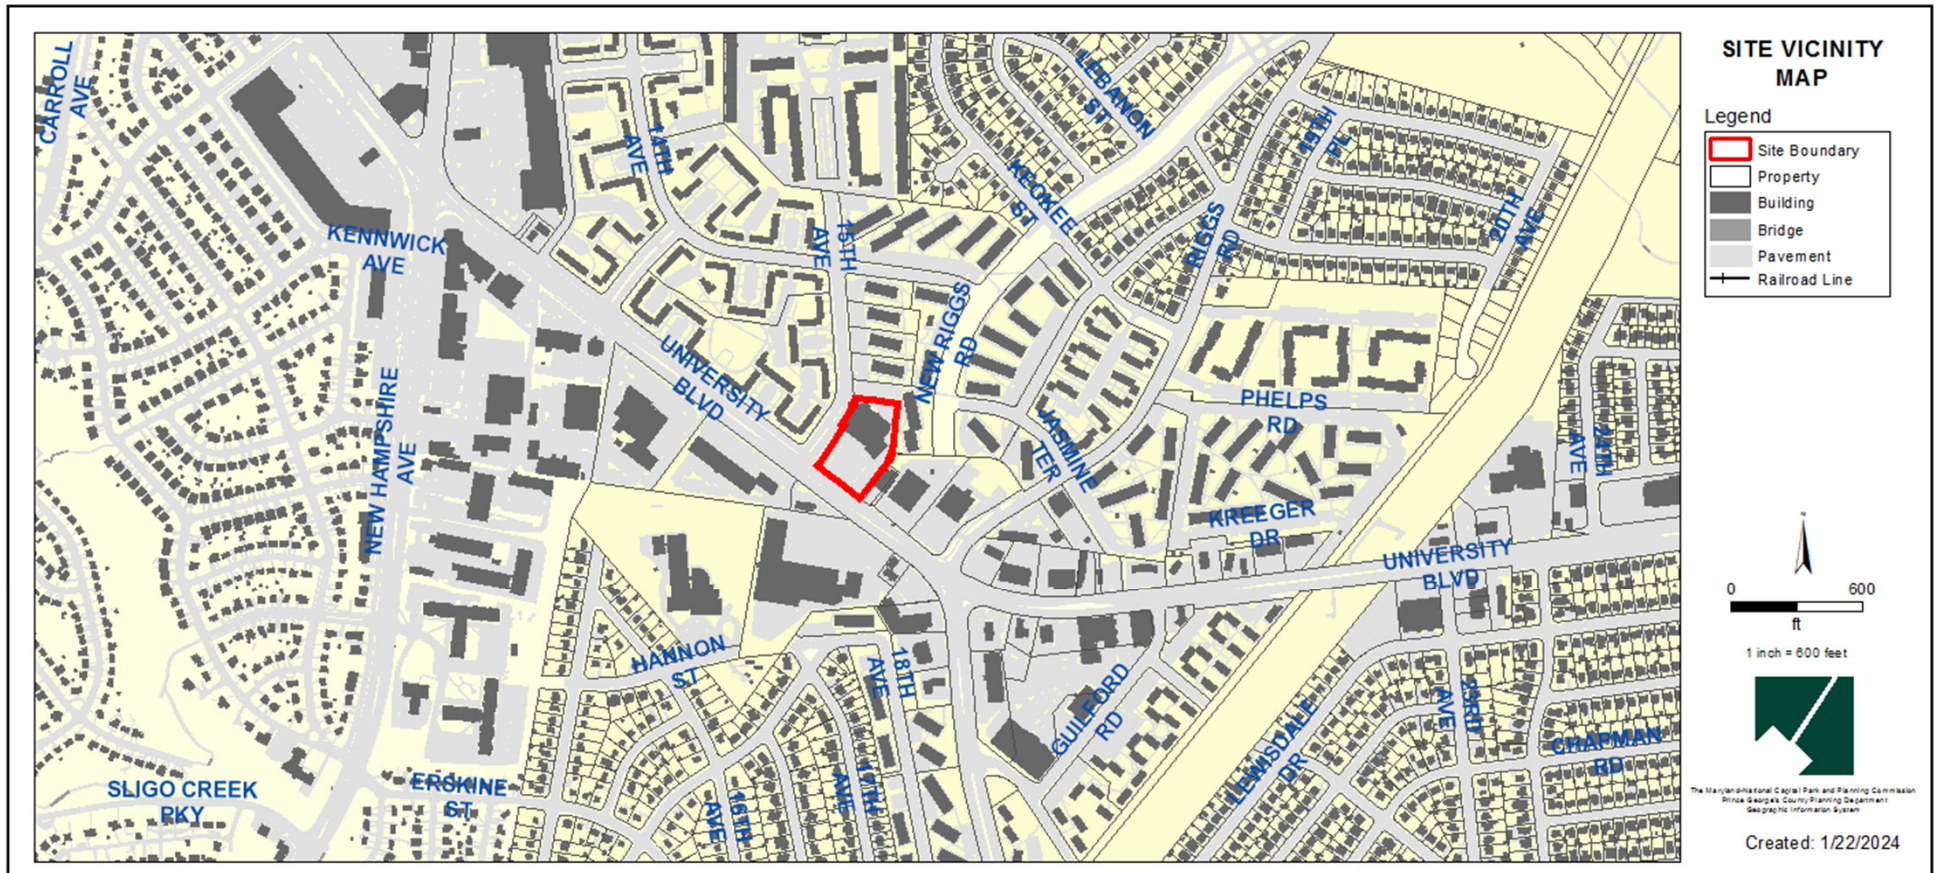 SITE VICINITY
MAP
Legend
Site Boundary
Property
Building
Bridge
Pavement
Railroad Line
CARROLL
AVE
LEBANON
ST
14TH
AVE
19TH
PL
KEOKEE
ST
20TH
AVE
RIGGS
RD
15TH
AVE
KENNWICK
AVE
NEW RIGGS
RD
UNIVERSITY
BLVD
NEW HAMPSHIRE
AVE
PHELPS
RD
JASMINE
TER
24TH
AVE
KREEGER
DR
UNIVERSITY
BLVD
HANNON
ST
18TH
AVE
GUILFORD
RD
23RD
AVE
LEWISDALE
DR
CHAPMAN
RD
SLIGO CREEK
PKY
ERSKINE
ST
16TH
AVE
17TH
AVE
N
0 600
ft
1 inch = 600 feet
The Maryland-National Capital Park and Planning Commission
Prince George's County Planning Department
Geographic Information System
Created: 1/22/2024